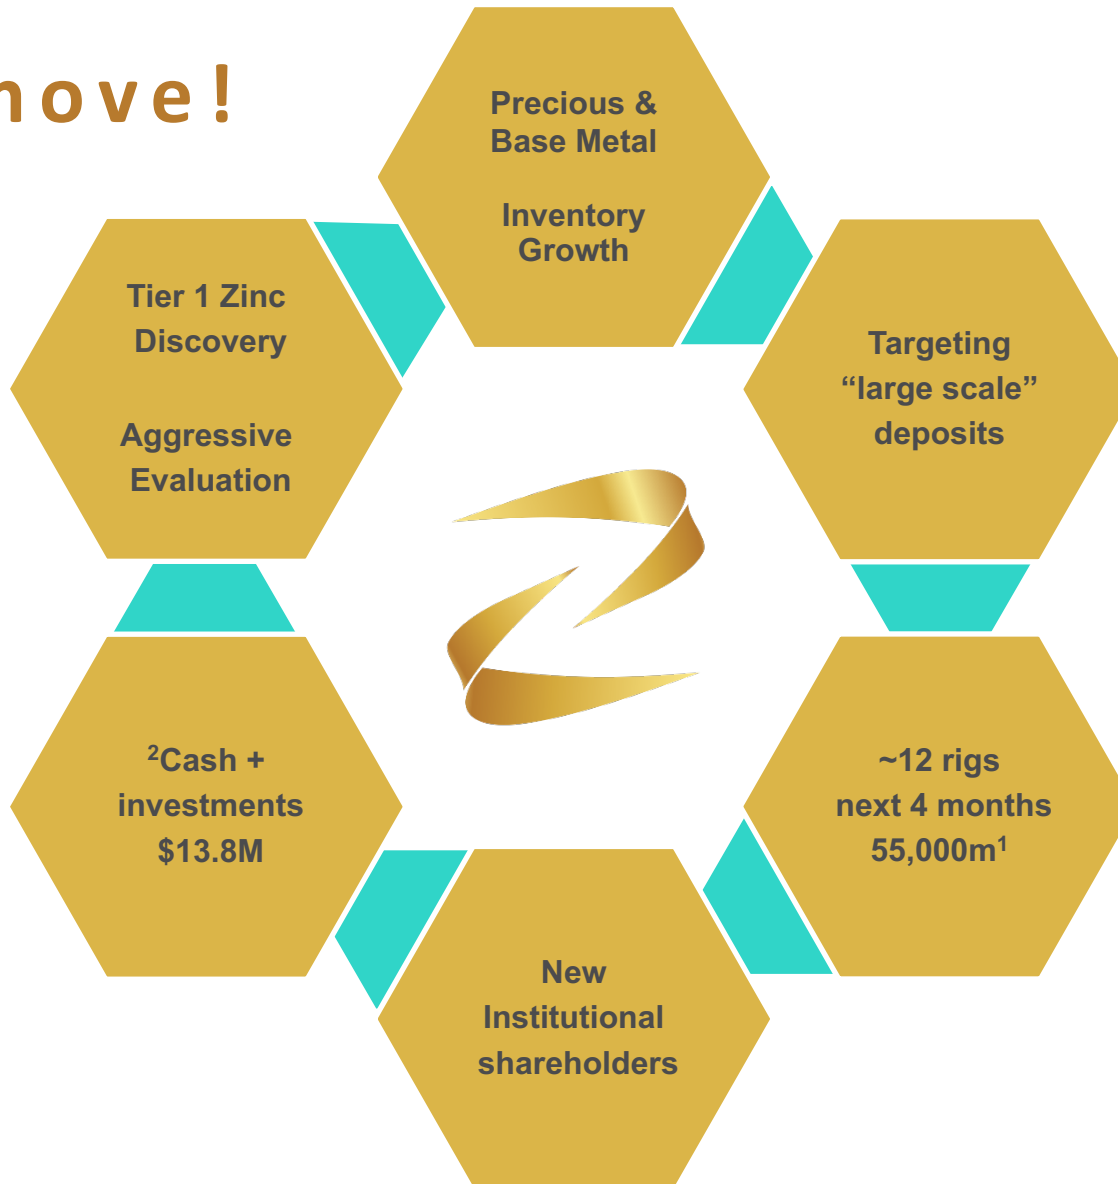 move!
Precious &
Base Metal
Inventory
Growth
Tier 1 Zinc
Discovery
Aggressive
Evaluation
Targeting
“large scale”
deposits
²Cash +
investments
$13.8M
~12 rigs
next 4 months
55,000m¹
New
Institutional
shareholders